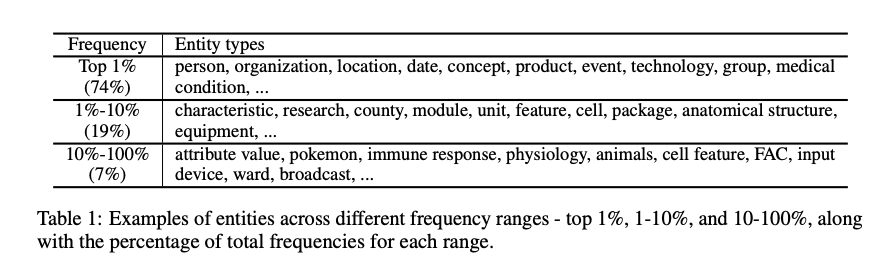 Frequency Entity types
Top 1% person, organization, location, date, concept, product, event, technology, group, medical
(74%) condition, ...
1%-10% characteristic, research, county, module, unit, feature, cell, package, anatomical structure,
(19%) equipment, ...
10%-100% attribute value, pokemon, immune response, physiology, animals, cell feature, FAC, input
(7%) device, ward, broadcast, ...
Table 1: Examples of entities across different frequency ranges - top 1%, 1-10%, and 10-100%, along
with the percentage of total frequencies for each range.